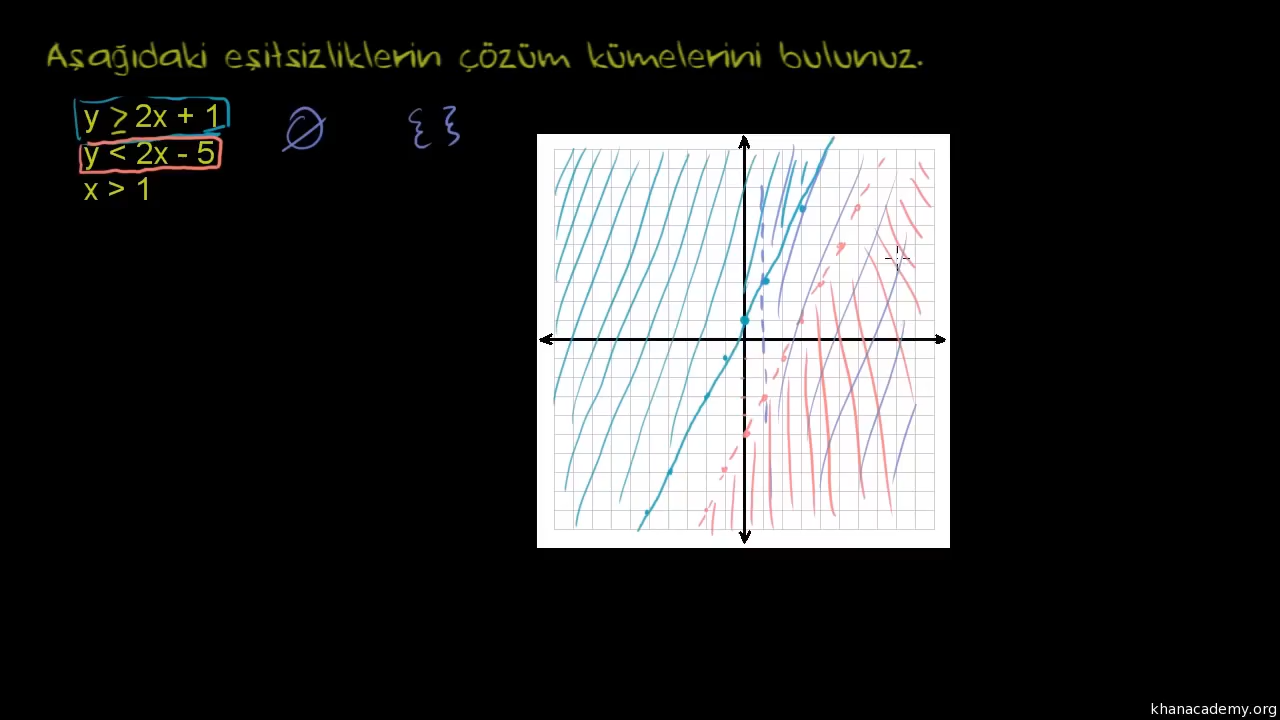 Aşağıdaki eşitsizliklerin çözüm kümelerini bulunuz.
y ≥ 2x + 1 ∅ { }
y < 2x - 5
x > 1
khanacademy.org